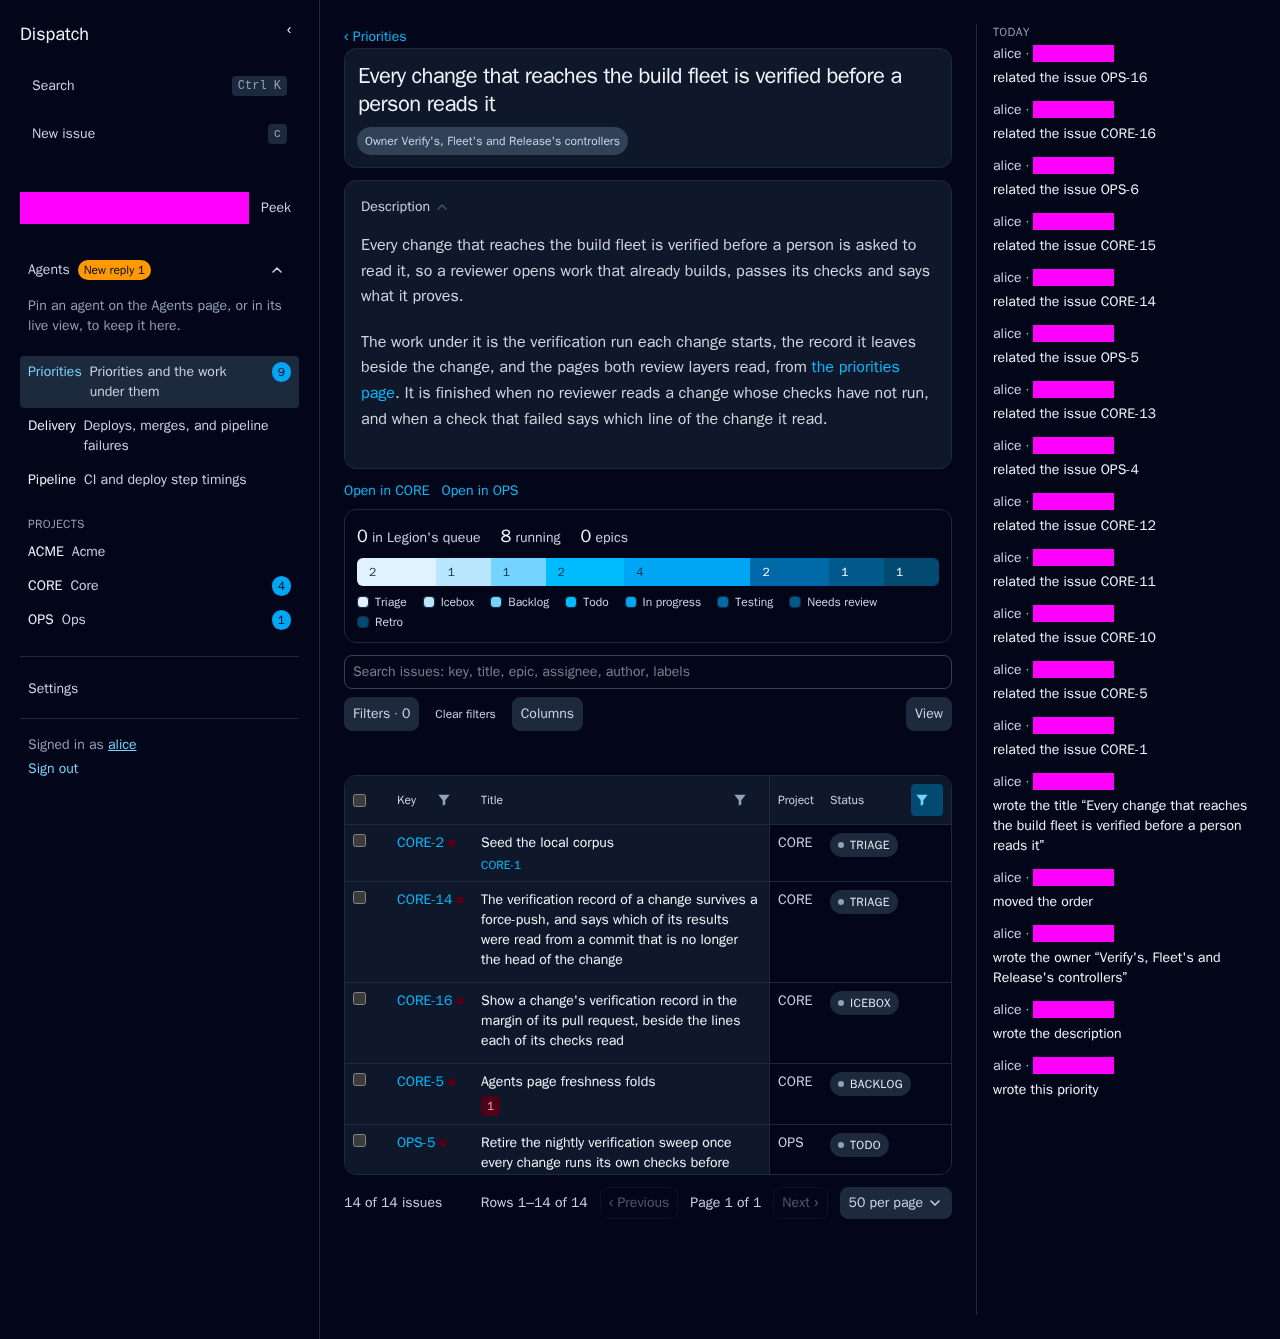 Dispatch
‹
Search
Ctrl K
New issue
C
Peek
Agents
New reply 1
Pin an agent on the Agents page, or in its
live view, to keep it here.
Priorities
Priorities and the work
under them
9
Delivery
Deploys, merges, and pipeline
failures
Pipeline
CI and deploy step timings
PROJECTS
ACME Acme
CORE Core
4
OPS Ops
1
Settings
Signed in as alice
Sign out
‹ Priorities
Every change that reaches the build fleet is verified before a
person reads it
Owner Verify's, Fleet's and Release's controllers
Description
Every change that reaches the build fleet is verified before a person is asked to
read it, so a reviewer opens work that already builds, passes its checks and says
what it proves.
The work under it is the verification run each change starts, the record it leaves
beside the change, and the pages both review layers read, from the priorities
page. It is finished when no reviewer reads a change whose checks have not run,
and when a check that failed says which line of the change it read.
Open in CORE Open in OPS
0 in Legion's queue 8 running 0 epics
2 1 1 2 4 2 1 1
Triage Icebox Backlog Todo In progress Testing Needs review
Retro
Search issues: key, title, epic, assignee, author, labels
Filters · 0 Clear filters Columns View
Key Title Project Status
CORE-2 Seed the local corpus CORE TRIAGE
CORE-1
CORE-14 The verification record of a change survives a CORE TRIAGE
force-push, and says which of its results
were read from a commit that is no longer
the head of the change
CORE-16 Show a change's verification record in the CORE ICEBOX
margin of its pull request, beside the lines
each of its checks read
CORE-5 Agents page freshness folds CORE BACKLOG
1
OPS-5 Retire the nightly verification sweep once OPS TODO
every change runs its own checks before
14 of 14 issues Rows 1–14 of 14 ‹ Previous Page 1 of 1 Next › 50 per page
TODAY
alice ·
related the issue OPS-16
alice ·
related the issue CORE-16
alice ·
related the issue OPS-6
alice ·
related the issue CORE-15
alice ·
related the issue CORE-14
alice ·
related the issue OPS-5
alice ·
related the issue CORE-13
alice ·
related the issue OPS-4
alice ·
related the issue CORE-12
alice ·
related the issue CORE-11
alice ·
related the issue CORE-10
alice ·
related the issue CORE-5
alice ·
related the issue CORE-1
alice ·
wrote the title “Every change that reaches
the build fleet is verified before a person
reads it”
alice ·
moved the order
alice ·
wrote the owner “Verify's, Fleet's and
Release's controllers”
alice ·
wrote the description
alice ·
wrote this priority